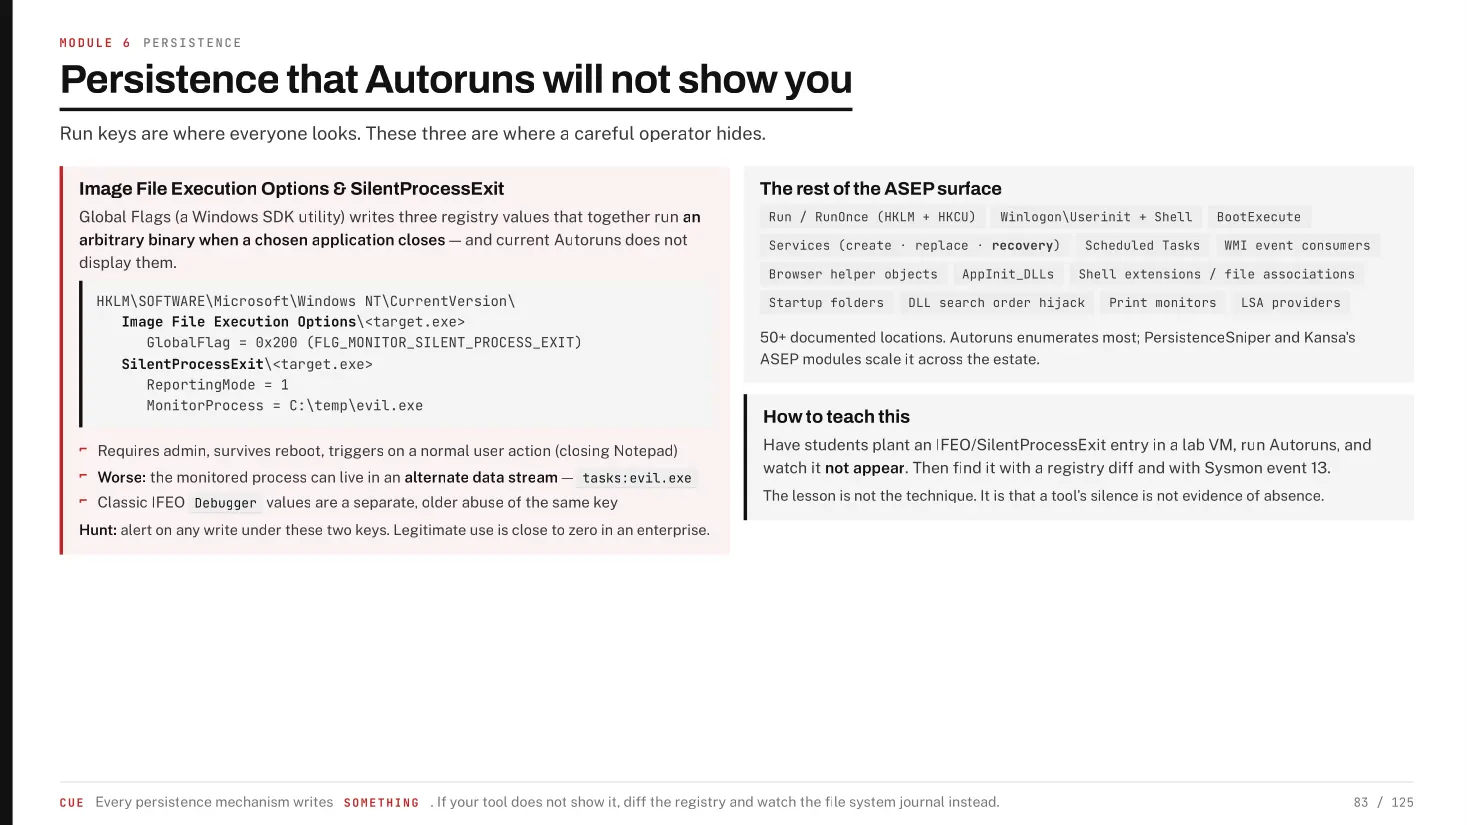 MODULE 6 PERSISTENCE
Persistence that Autoruns will not show you
Run keys are where everyone looks. These three are where a careful operator hides.
Image File Execution Options & SilentProcessExit
Global Flags (a Windows SDK utility) writes three registry values that together run an
arbitrary binary when a chosen application closes — and current Autoruns does not
display them.
HKLM\SOFTWARE\Microsoft\Windows NT\CurrentVersion\
Image File Execution Options\<target.exe>
GlobalFlag = 0x200 (FLG_MONITOR_SILENT_PROCESS_EXIT)
SilentProcessExit\<target.exe>
ReportingMode = 1
MonitorProcess = C:\temp\evil.exe
Requires admin, survives reboot, triggers on a normal user action (closing Notepad)
Worse: the monitored process can live in an alternate data stream — tasks:evil.exe
Classic IFEO Debugger values are a separate, older abuse of the same key
Hunt: alert on any write under these two keys. Legitimate use is close to zero in an enterprise.
The rest of the ASEP surface
Run / RunOnce (HKLM + HKCU) Winlogon\Userinit + Shell BootExecute
Services (create · replace · recovery) Scheduled Tasks WMI event consumers
Browser helper objects AppInit_DLLs Shell extensions / file associations
Startup folders DLL search order hijack Print monitors LSA providers
50+ documented locations. Autoruns enumerates most; PersistenceSniper and Kansa's
ASEP modules scale it across the estate.
How to teach this
Have students plant an IFEO/SilentProcessExit entry in a lab VM, run Autoruns, and
watch it not appear. Then find it with a registry diff and with Sysmon event 13.
The lesson is not the technique. It is that a tool's silence is not evidence of absence.
CUE Every persistence mechanism writes SOMETHING . If your tool does not show it, diff the registry and watch the file system journal instead.
83 / 125